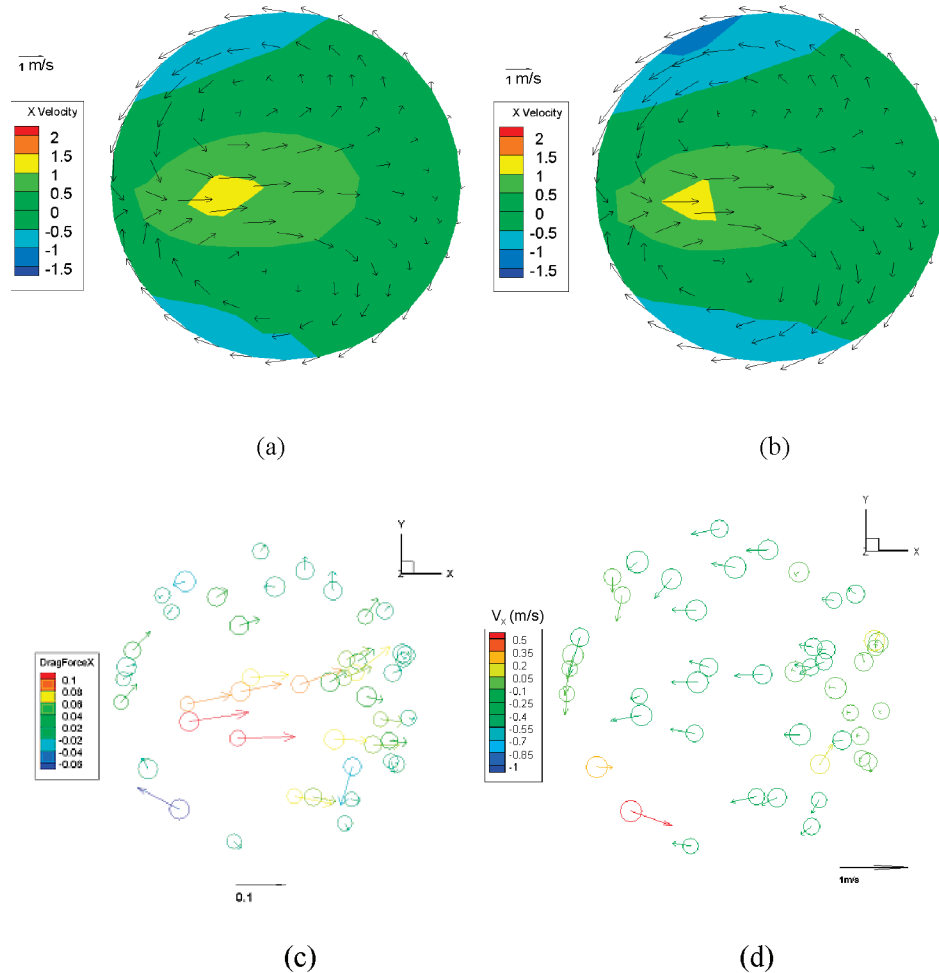 1 m/s
X Velocity
2
1.5
1
0.5
0
-0.5
-1
-1.5
(a)
1 m/s
X Velocity
2
1.5
1
0.5
0
-0.5
-1
-1.5
(b)
Y
Z
X
DragForceX
0.1
0.08
0.06
0.04
0.02
-0.02
-0.04
-0.06
0.1
(c)
Y
Z
X
Vx (m/s)
0.5
0.35
0.2
0.05
-0.1
-0.25
-0.4
-0.55
-0.7
-0.85
-1
1m/s
(d)